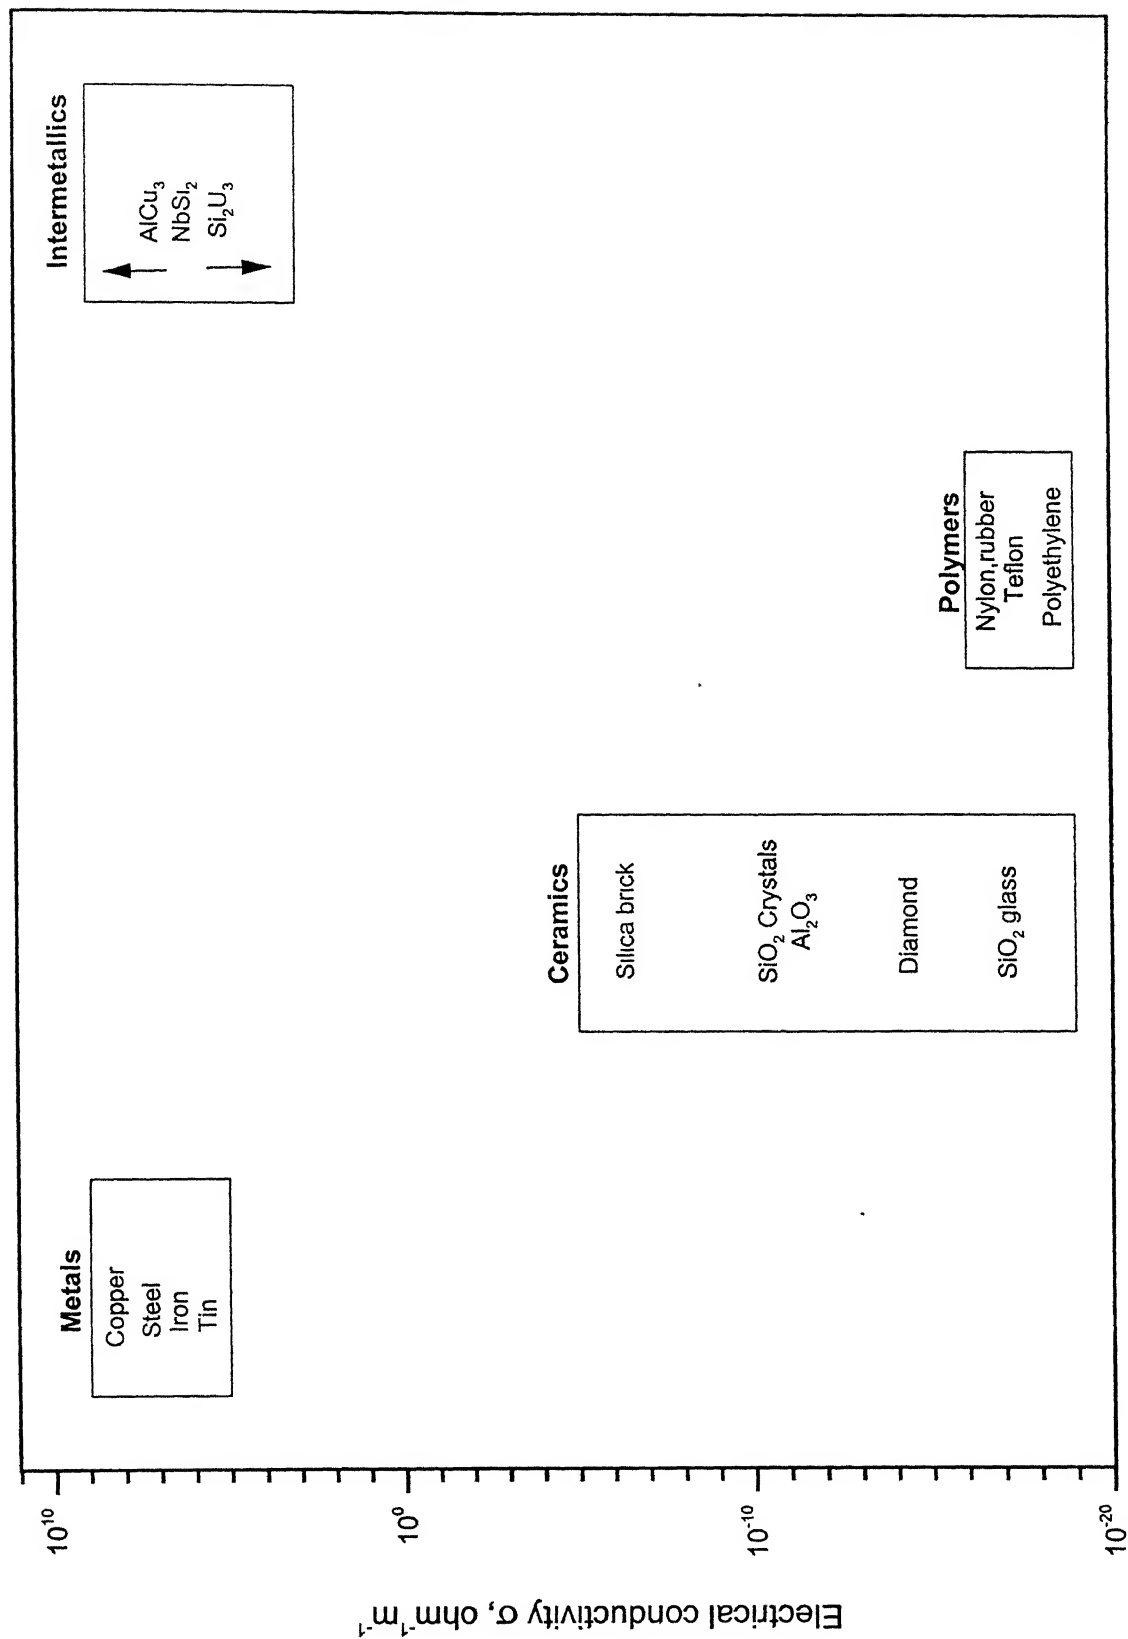 Electrical conductivity σ, ohm⁻¹m⁻¹
10¹⁰
10⁰
10⁻¹⁰
10⁻²⁰
Metals
Copper
Steel
Iron
Tin
Ceramics
Silica brick
SiO₂ Crystals
Al₂O₃
Diamond
SiO₂ glass
Polymers
Nylon,rubber
Teflon
Polyethylene
Intermetallics
AlCu₃
NbSi₂
Si₂U₃